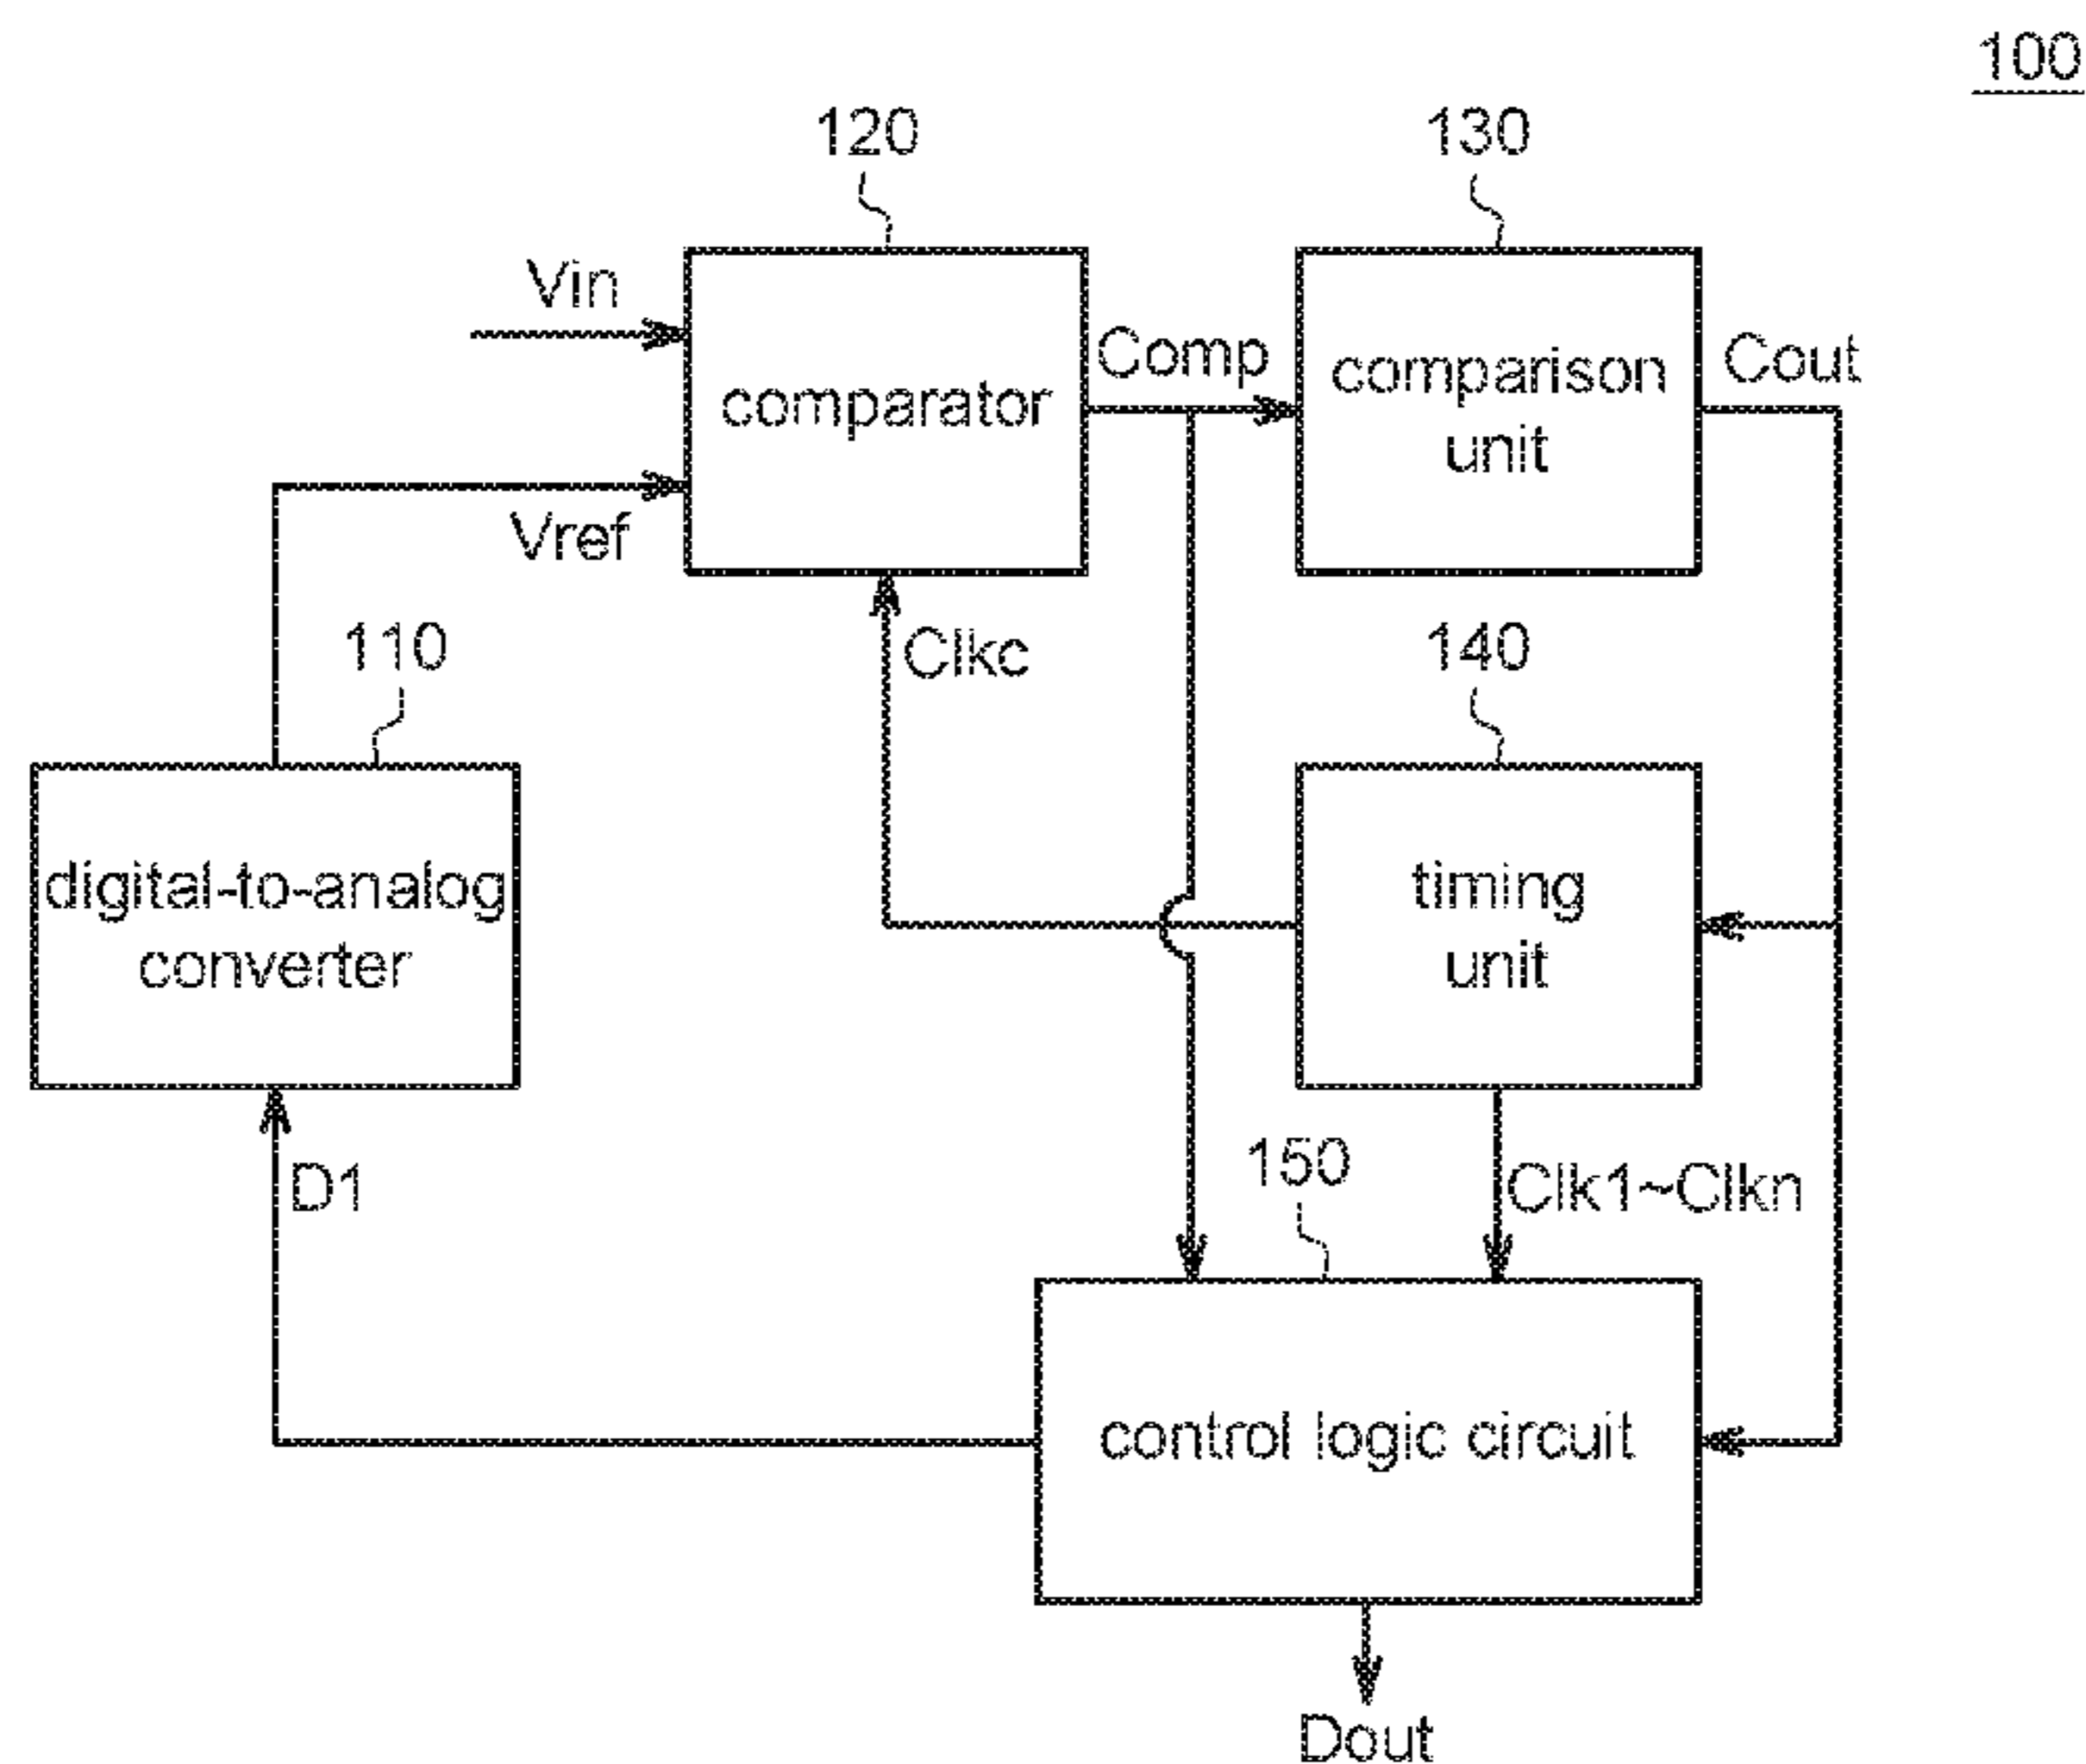 100
120
130
Vin
comparator
Comp
comparison
unit
Cout
Vref
110
Clkc
140
digital-to-analog
converter
timing
unit
D1
150
Clk1~Clkn
control logic circuit
Dout